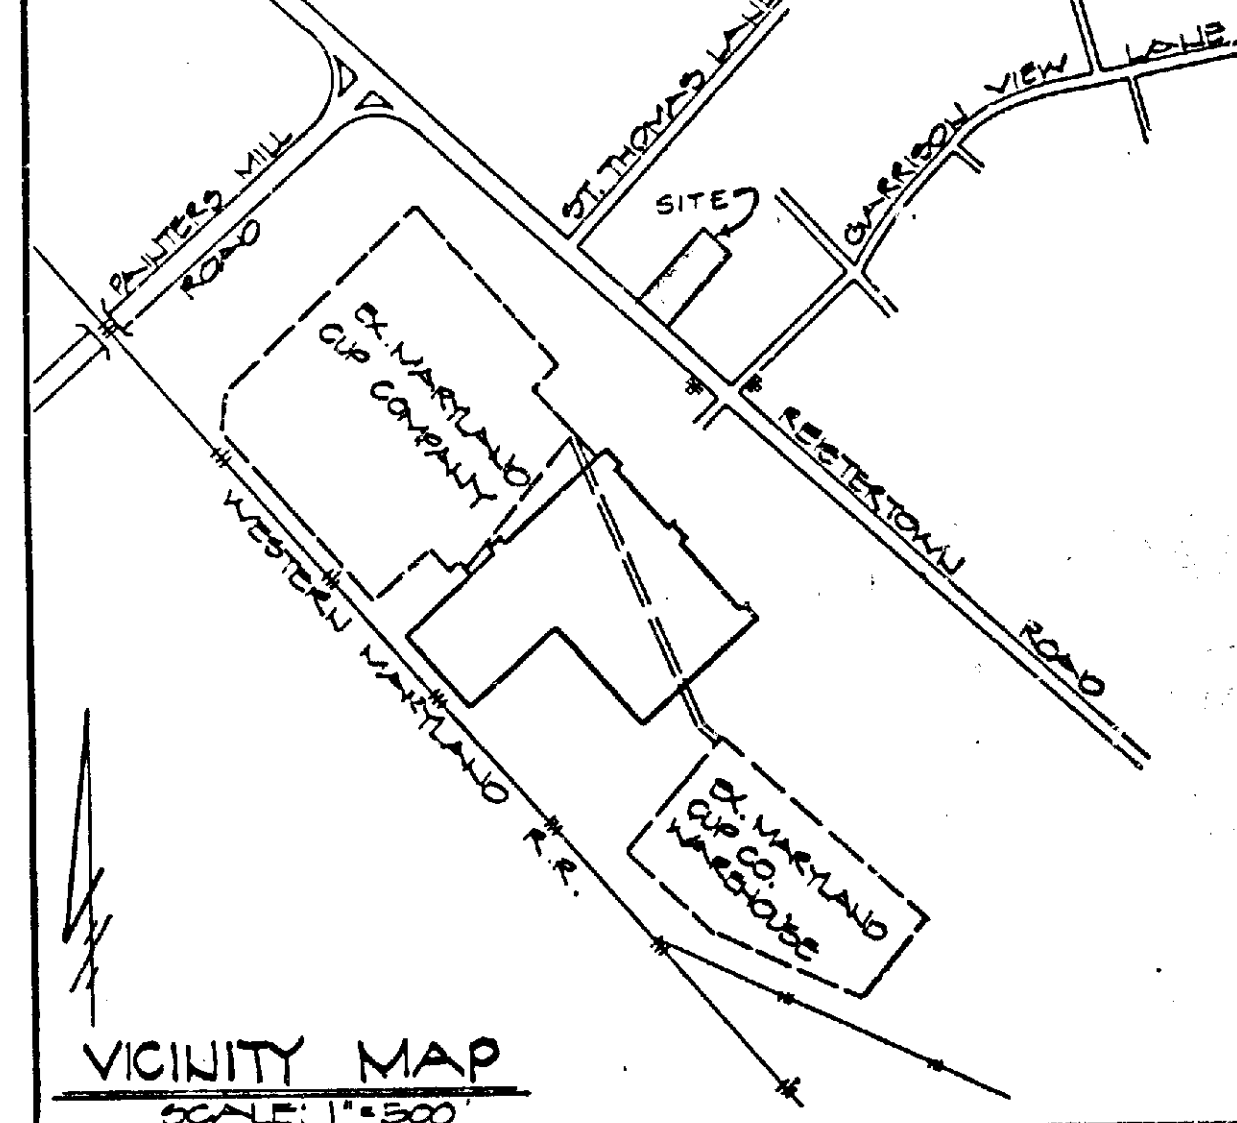 ST. THOMAS LANE
GARRISON VIEW LANE
PAINTERS MILL
ROAD
SITE
EX. MARYLAND
CUP COMPANY
REISTERTOWN ROAD
WESTERN MARYLAND R.R.
EX. MARYLAND
CUP CO.
WAREHOUSE
VICINITY MAP
SCALE: 1"=500'